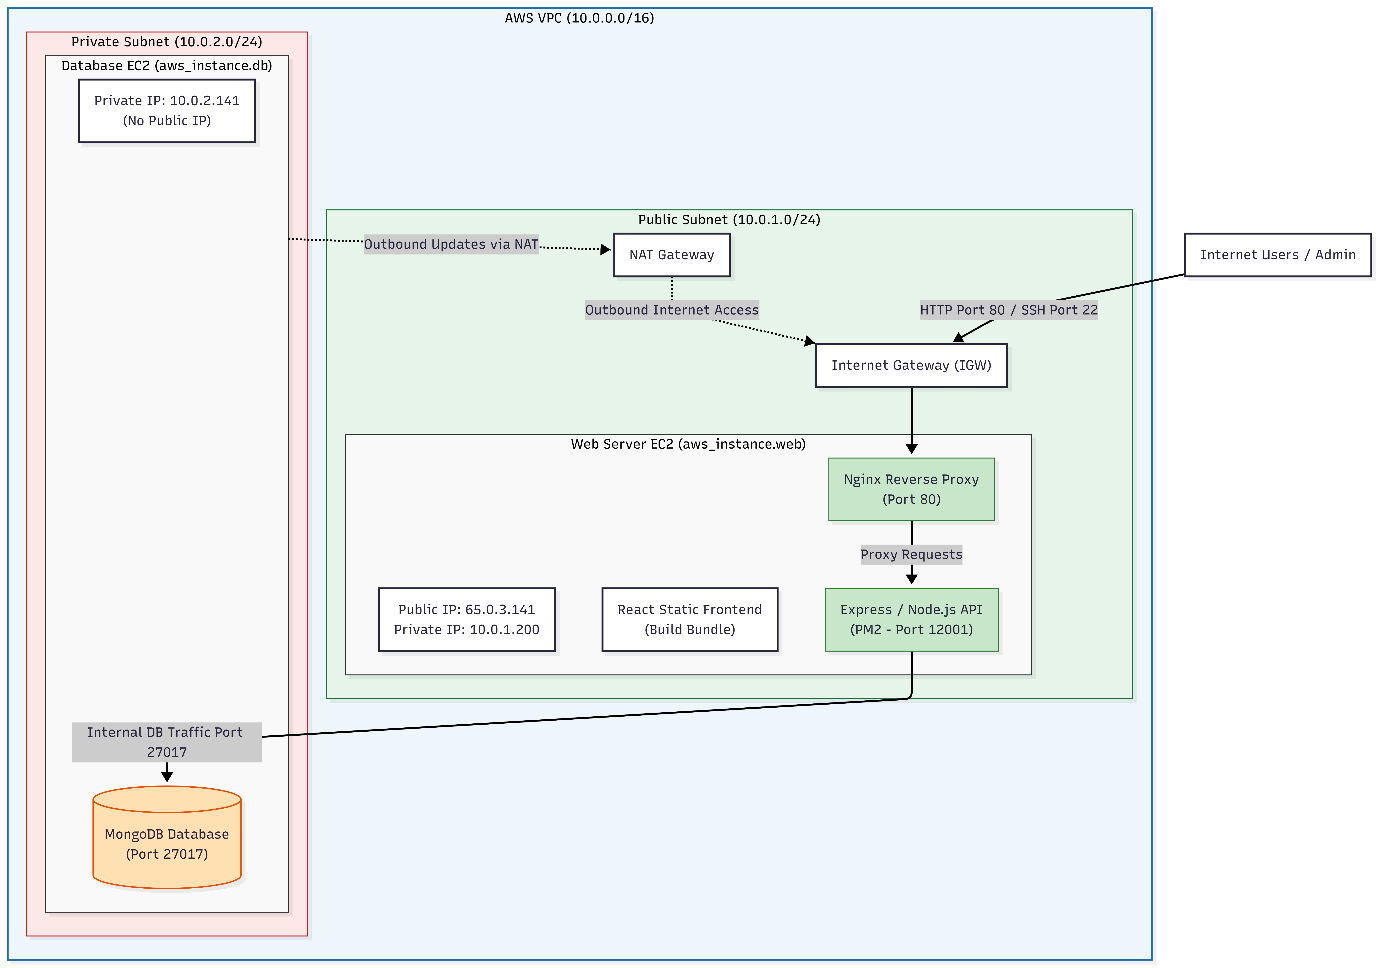 AWS VPC (10.0.0.0/16)
Private Subnet (10.0.2.0/24)
Database EC2 (aws_instance.db)
Private IP: 10.0.2.141
(No Public IP)
Public Subnet (10.0.1.0/24)
Outbound Updates via NAT
NAT Gateway
Internet Users / Admin
Outbound Internet Access
HTTP Port 80 / SSH Port 22
Internet Gateway (IGW)
Web Server EC2 (aws_instance.web)
Nginx Reverse Proxy
(Port 80)
Proxy Requests
Public IP: 65.0.3.141
Private IP: 10.0.1.200
React Static Frontend
(Build Bundle)
Express / Node.js API
(PM2 - Port 12001)
Internal DB Traffic Port
27017
MongoDB Database
(Port 27017)